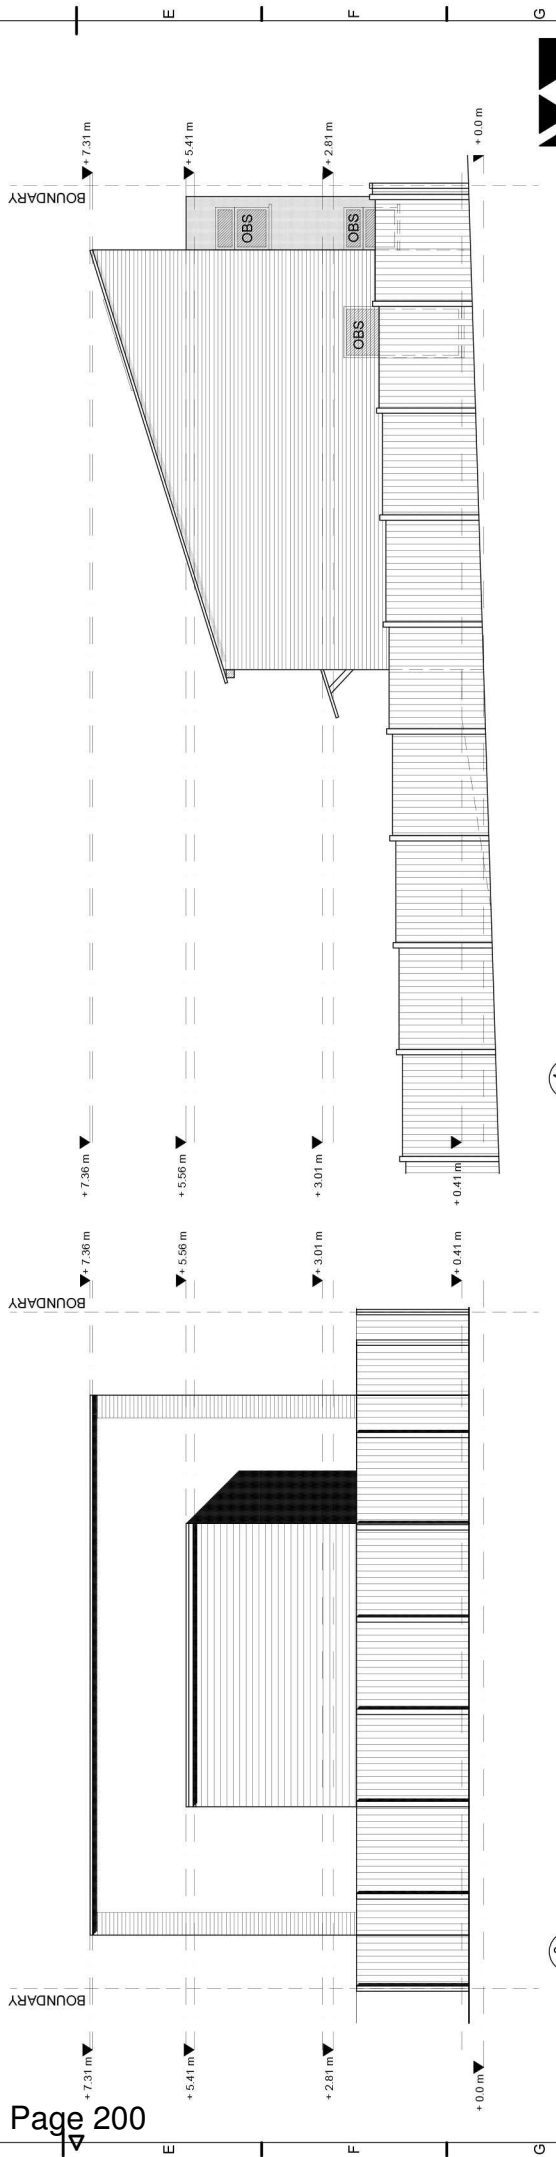 E
F
G
BOUNDARY
+ 7.31 m
+ 5.41 m
+ 2.81 m
+ 0.0 m
OBS
OBS
OBS
+ 7.36 m
+ 5.56 m
+ 3.01 m
+ 0.41 m
BOUNDARY
+ 7.36 m
+ 5.56 m
+ 3.01 m
+ 0.41 m
BOUNDARY
+ 7.31 m
+ 5.41 m
+ 2.81 m
+ 0.0 m
Page 200
E
F
G